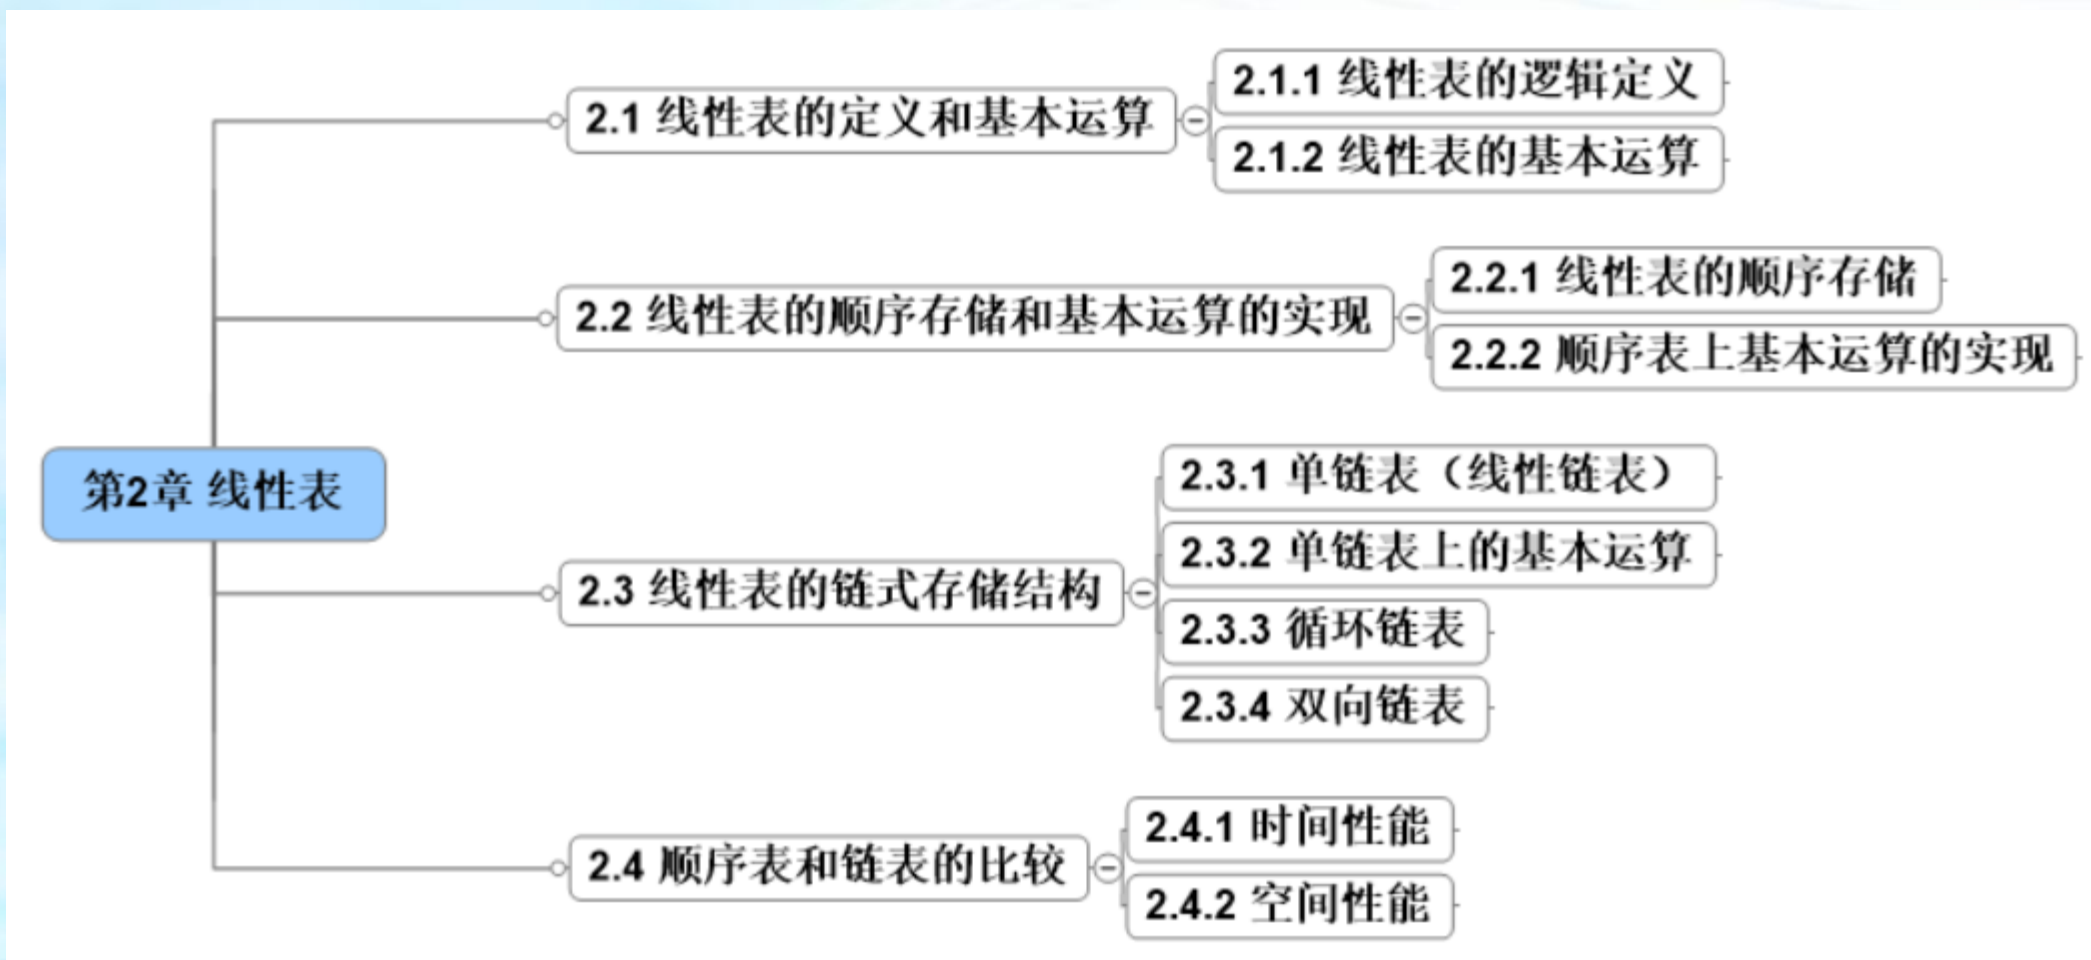 第2章 线性表
2.1 线性表的定义和基本运算
2.1.1 线性表的逻辑定义
2.1.2 线性表的基本运算
2.2 线性表的顺序存储和基本运算的实现
2.2.1 线性表的顺序存储
2.2.2 顺序表上基本运算的实现
2.3 线性表的链式存储结构
2.3.1 单链表（线性链表）
2.3.2 单链表上的基本运算
2.3.3 循环链表
2.3.4 双向链表
2.4 顺序表和链表的比较
2.4.1 时间性能
2.4.2 空间性能